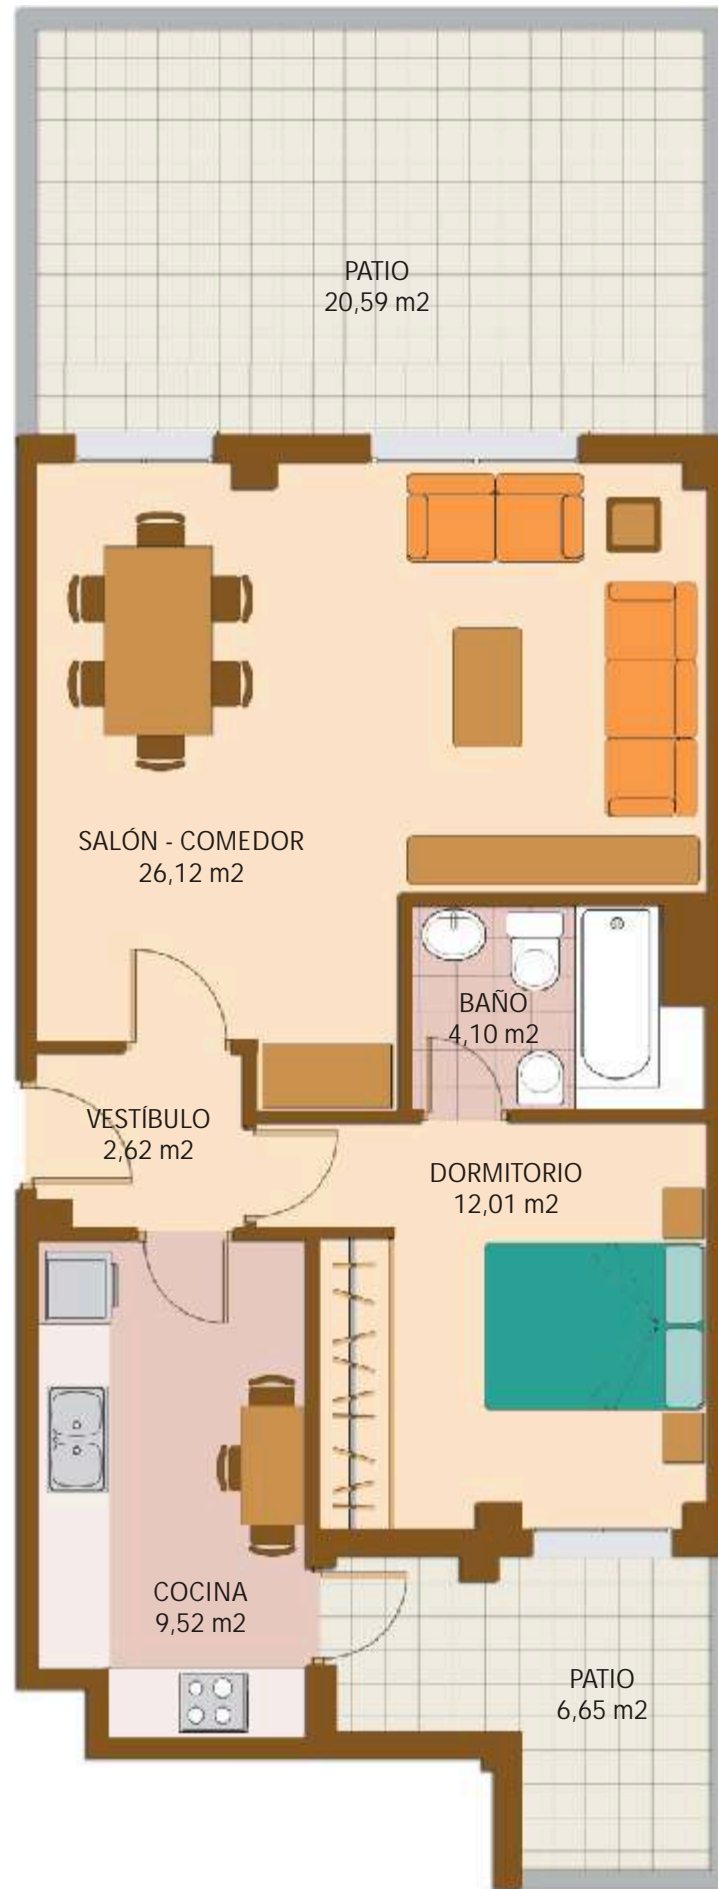 PATIO
20,59 m2
SALÓN - COMEDOR
26,12 m2
BAÑO
4,10 m2
VESTÍBULO
2,62 m2
DORMITORIO
12,01 m2
COCINA
9,52 m2
PATIO
6,65 m2